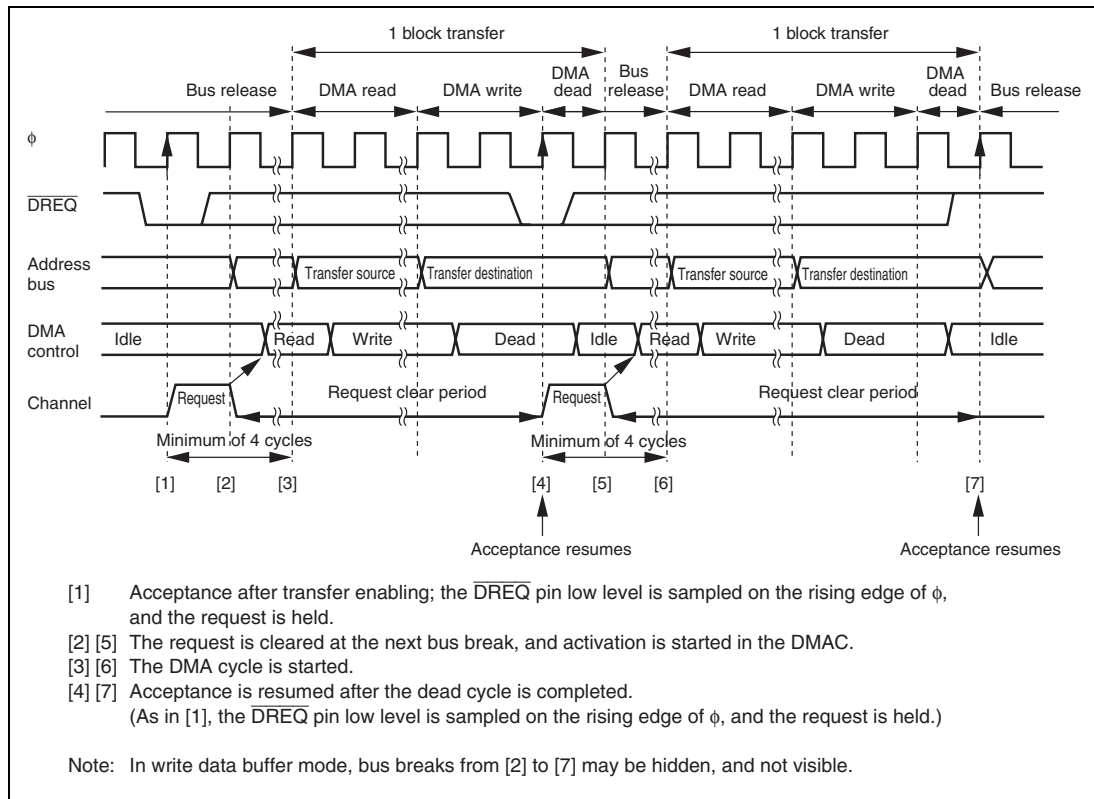 1 block transfer 1 block transfer
Bus release DMA read DMA write DMA dead Bus release DMA read DMA write DMA dead Bus release
ϕ
DREQ
Address bus Transfer source Transfer destination Transfer source Transfer destination
DMA control Idle Read Write Dead Idle Read Write Dead Idle
Channel Request Request clear period Request Request clear period
Minimum of 4 cycles Minimum of 4 cycles
[1] [2] [3] [4] [5] [6] [7]
Acceptance resumes Acceptance resumes
[1] Acceptance after transfer enabling; the DREQ pin low level is sampled on the rising edge of ϕ,
and the request is held.
[2] [5] The request is cleared at the next bus break, and activation is started in the DMAC.
[3] [6] The DMA cycle is started.
[4] [7] Acceptance is resumed after the dead cycle is completed.
(As in [1], the DREQ pin low level is sampled on the rising edge of ϕ, and the request is held.)
Note: In write data buffer mode, bus breaks from [2] to [7] may be hidden, and not visible.